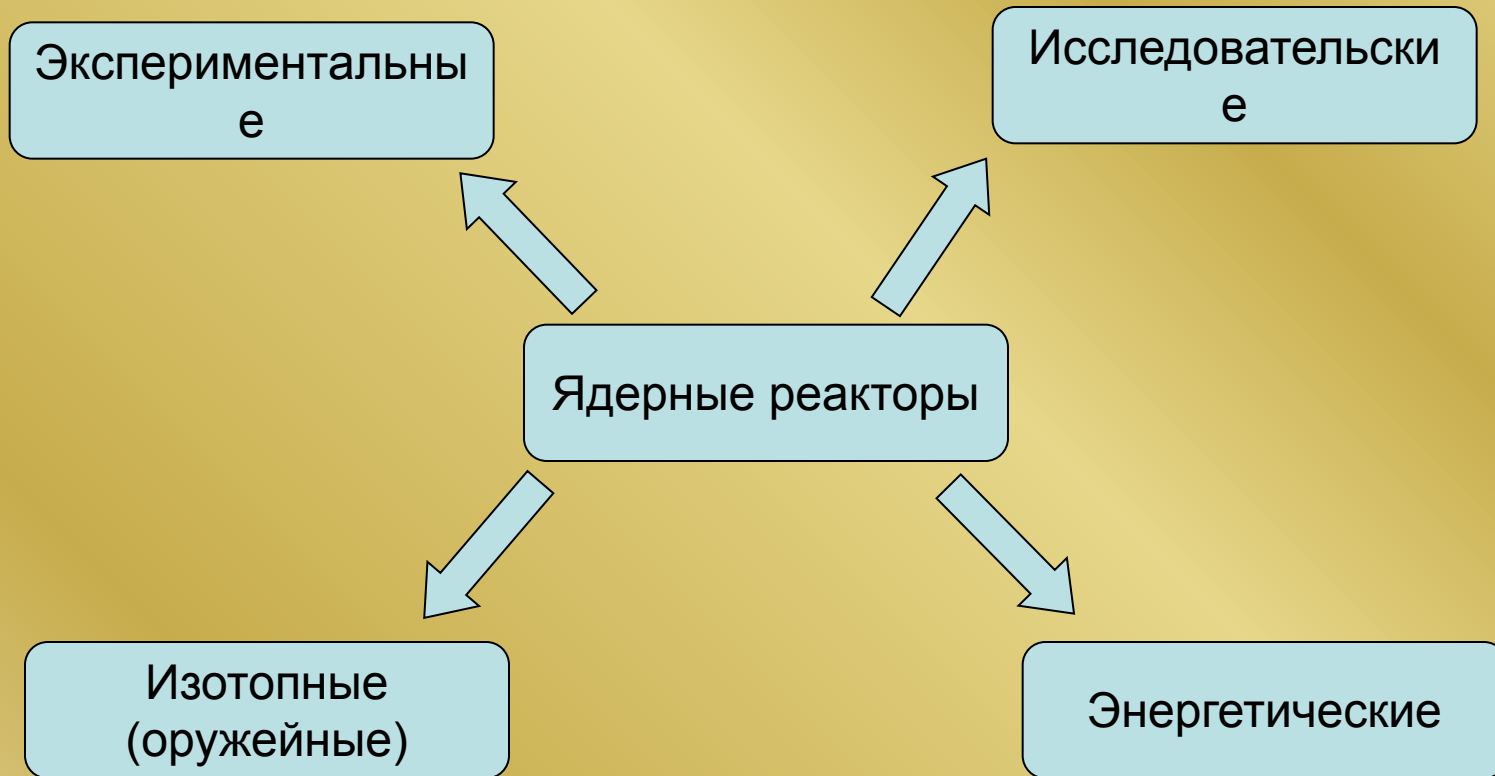 Экспериментальны
е
Исследовательски
е
Ядерные реакторы
Изотопные
(оружейные)
Энергетические